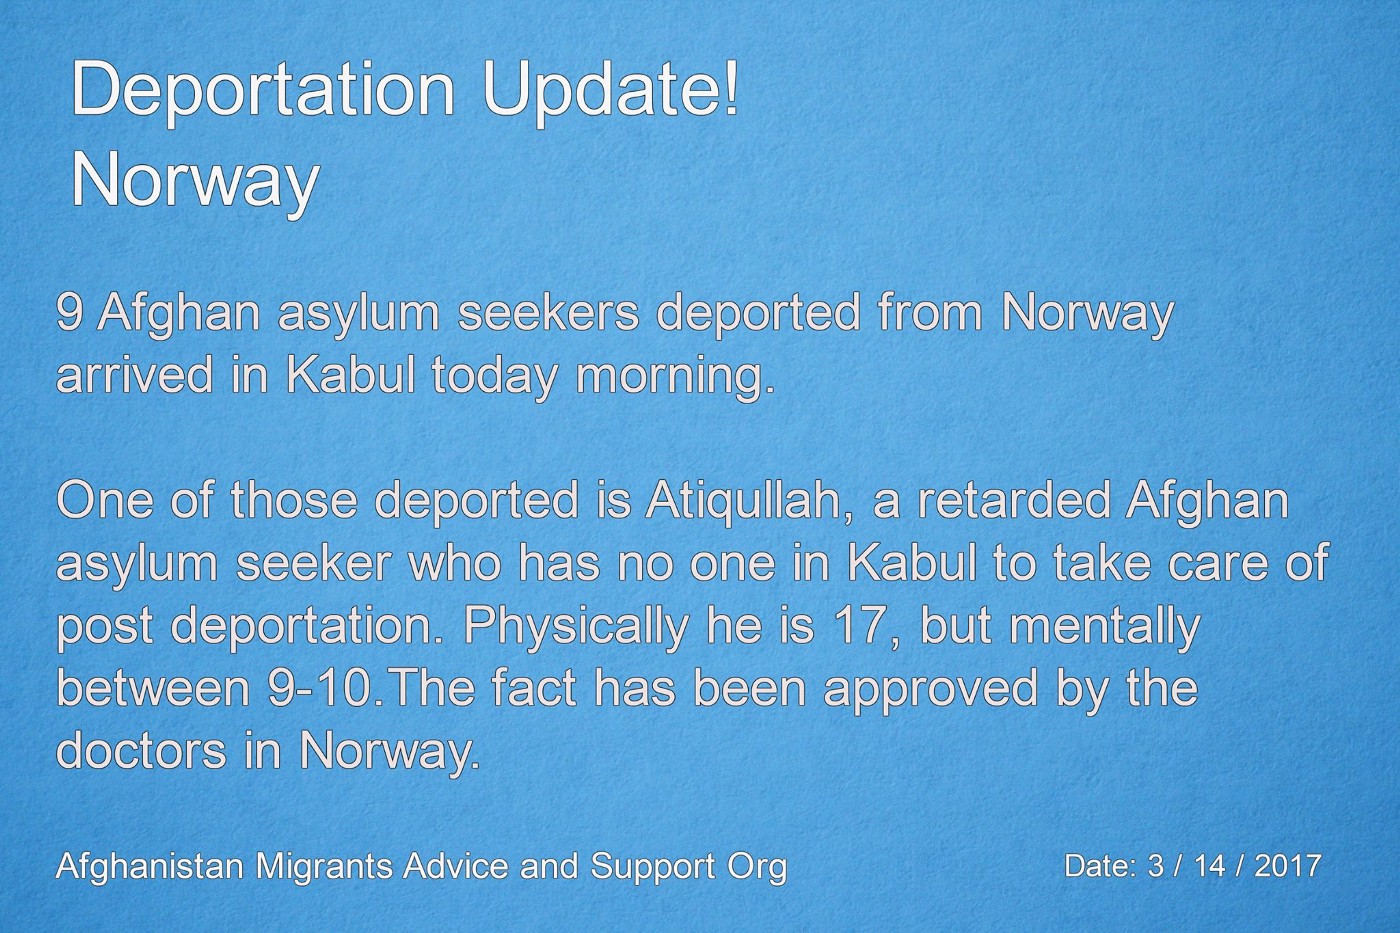 Deportation Update!
Norway
9 Afghan asylum seekers deported from Norway
arrived in Kabul today morning.
One of those deported is Atiqullah, a retarded Afghan
asylum seeker who has no one in Kabul to take care of
post deportation. Physically he is 17, but mentally
between 9-10.The fact has been approved by the
doctors in Norway.
Afghanistan Migrants Advice and Support Org
Date: 3 / 14 / 2017